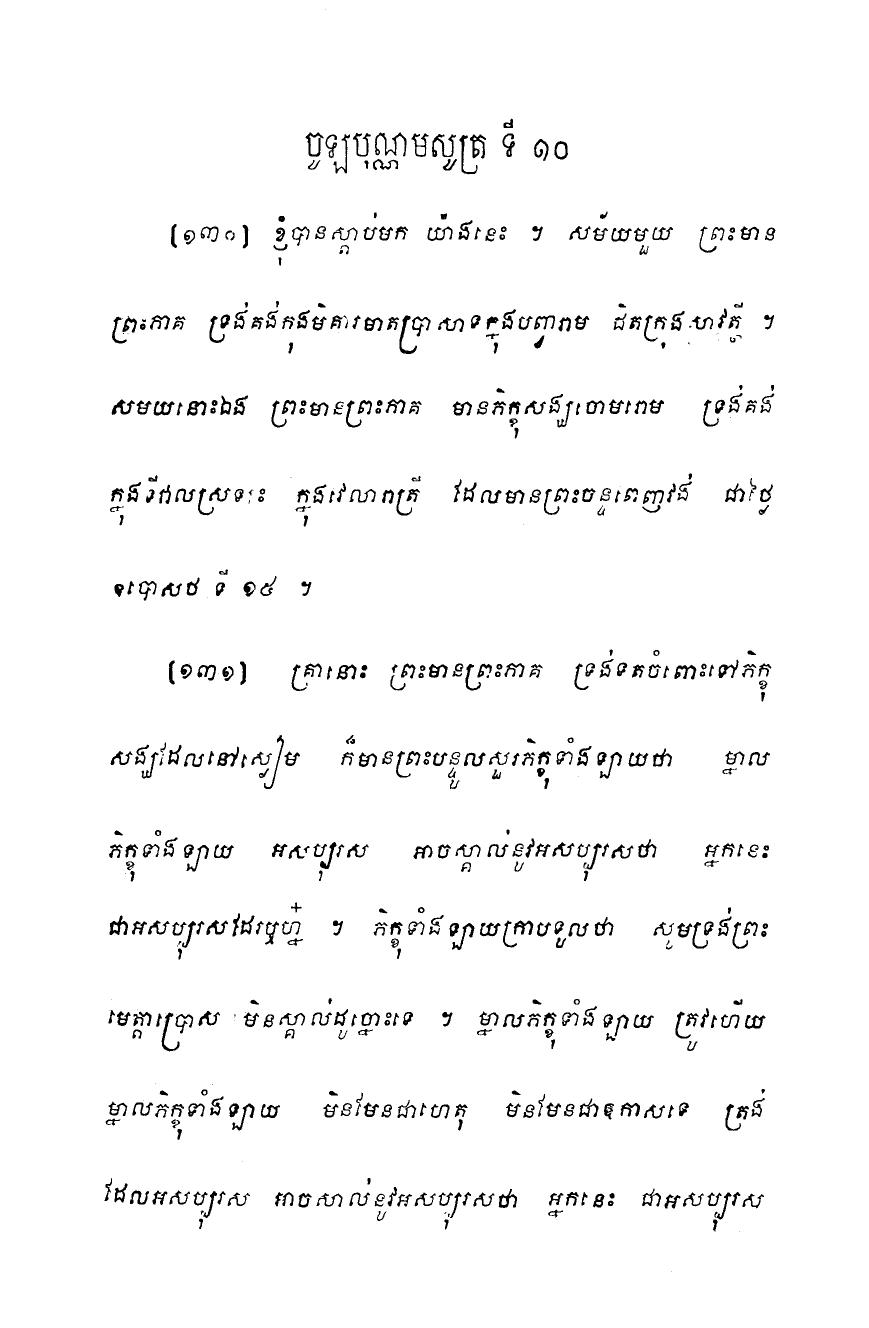 ចូឡបុណ្ណមសូត្រ ទី ១០
[១៣០] ខ្ញុំបានស្តាប់មក យ៉ាងនេះ ។ សម័យមួយ ព្រះមាន
ព្រះភាគ ទ្រង់គង់ក្នុងមិគារមាតុប្រាសាទក្នុងបុព្វារាម ជិតក្រុងសាវត្ថី ។
សមយនោះឯង ព្រះមានព្រះភាគ មានភិក្ខុសង្ឃចោមរោម ទ្រង់គង់
ក្នុងទីវាលស្រឡះ ក្នុងវេលារាត្រី ដែលមានព្រះចន្ទពេញវង់ ជាថ្ងៃ
ឧបោសថ ទី ១៥ ។
[១៣១] គ្រានោះ ព្រះមានព្រះភាគ ទ្រង់ទតចំពោះទៅភិក្ខុ
សង្ឃដែលនៅស្ងៀម ក៏មានព្រះបន្ទូលសួរភិក្ខុទាំងឡាយថា ម្នាល
ភិក្ខុទាំងឡាយ អសប្បុរស អាចស្គាល់នូវអសប្បុរសថា អ្នកនេះ
ជាអសប្បុរសដែរឬហ្ន៎ ។ ភិក្ខុទាំងឡាយក្រាបទូលថា សូមទ្រង់ព្រះ
មេត្តាប្រោស មិនស្គាល់ដូច្នោះទេ ។ ម្នាលភិក្ខុទាំងឡាយ ត្រូវហើយ
ម្នាលភិក្ខុទាំងឡាយ មិនមែនជាហេតុ មិនមែនជាឱកាសទេ ត្រង់
ដែលអសប្បុរស អាចសាល់នូវអសប្បុរសថា អ្នកនេះ ជាអសប្បុរស